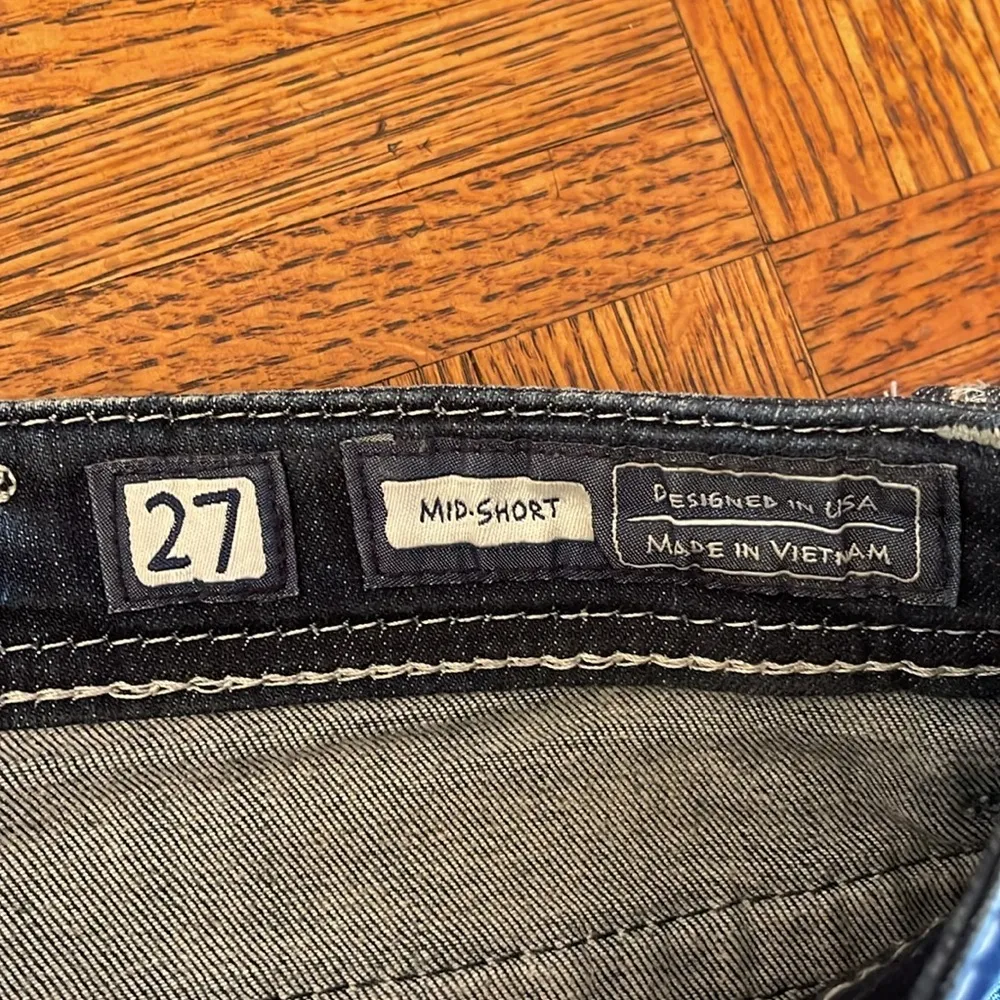 27
MID·SHORT
DESIGNED IN USA
MADE IN VIETNAM